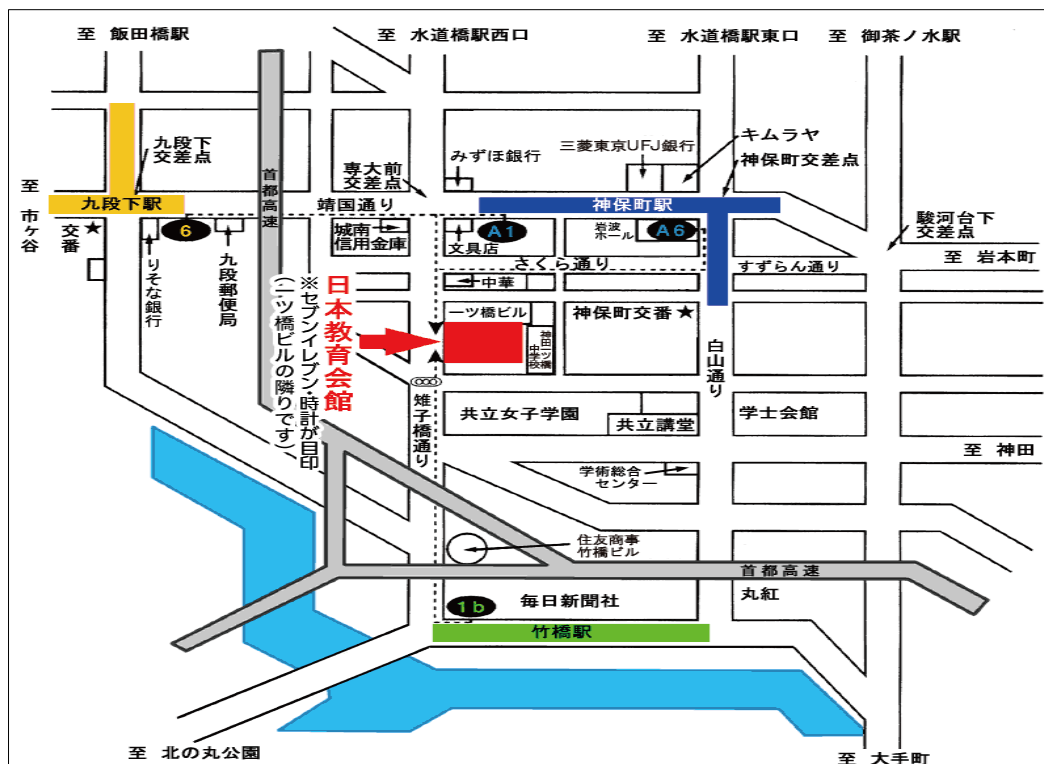 至 飯田橋駅
至 水道橋駅西口
至 水道橋駅東口
至 御茶ノ水駅
九段下
交差点
首都高速
専大前
交差点
みずほ銀行
三菱東京UFJ銀行
キムラヤ
神保町交差点
至 市ヶ谷
九段下駅
靖国通り
神保町駅
駿河台下
交差点
交番★
6
城南
信用金庫
文具店
A1
岩波
ホール
A6
りそな銀行
九段郵便局
さくら通り
すずらん通り
至 岩本町
中華
日本教育会館
※セブンイレブン・時計が目印
(一ツ橋ビルの隣りです)
一ツ橋ビル
神田一ツ橋
中学校
神保町交番★
白山通り
雉子橋通り
共立女子学園
共立講堂
学士会館
至 神田
学術総合
センター
住友商事
竹橋ビル
首都高速
1b
毎日新聞社
丸紅
竹橋駅
至 北の丸公園
至 大手町